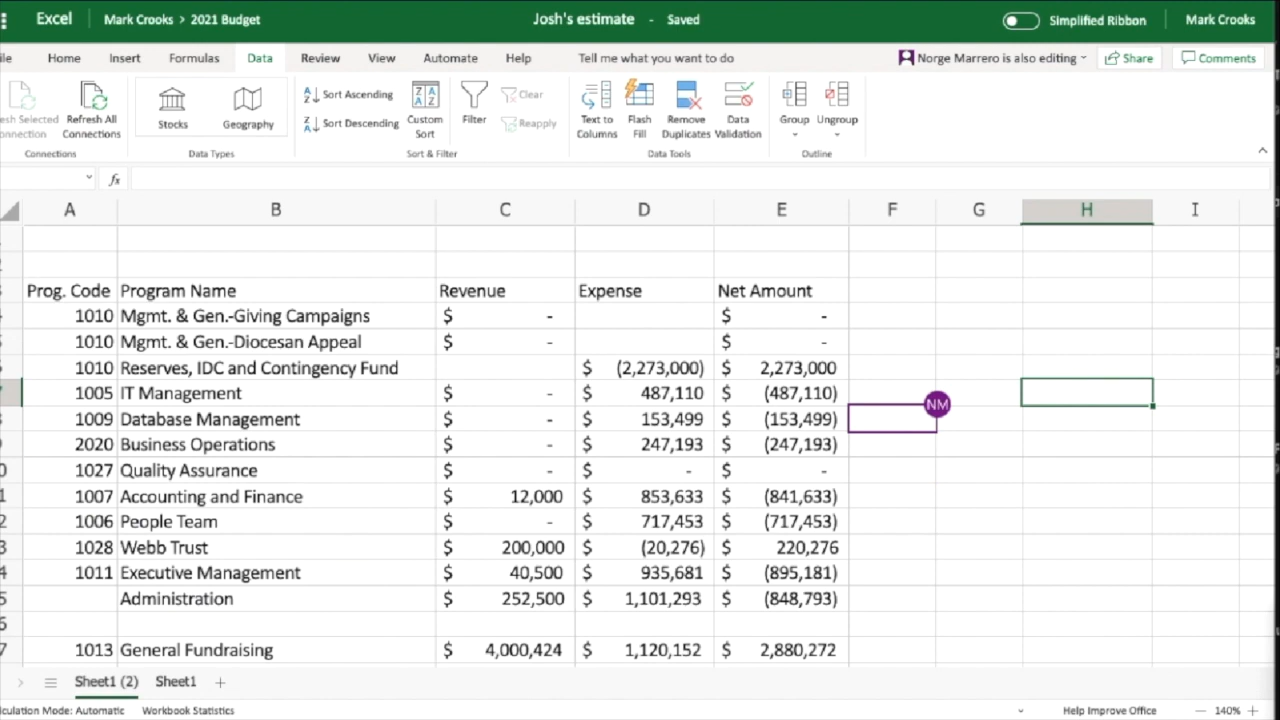 Excel Mark Crooks > 2021 Budget Josh's estimate - Saved Simplified Ribbon Mark Crooks
Home Insert Formulas Data Review View Automate Help Tell me what you want to do Norge Marrero is also editing Share Comments
Refresh All Connections Stocks Geography Sort Ascending Sort Descending Custom Sort Filter Clear Reapply Text to Columns Flash Fill Remove Duplicates Data Validation Group Ungroup
Connections Data Types Sort & Filter Data Tools Outline
fx
A B C D E F G H I
Prog. Code Program Name Revenue Expense Net Amount
1010 Mgmt. & Gen.-Giving Campaigns $ - $ -
1010 Mgmt. & Gen.-Diocesan Appeal $ - $ -
1010 Reserves, IDC and Contingency Fund $ (2,273,000) $ 2,273,000
1005 IT Management $ - $ 487,110 $ (487,110)
NM
1009 Database Management $ - $ 153,499 $ (153,499)
2020 Business Operations $ - $ 247,193 $ (247,193)
1027 Quality Assurance $ - $ - $ -
1007 Accounting and Finance $ 12,000 $ 853,633 $ (841,633)
1006 People Team $ - $ 717,453 $ (717,453)
1028 Webb Trust $ 200,000 $ (20,276) $ 220,276
1011 Executive Management $ 40,500 $ 935,681 $ (895,181)
Administration $ 252,500 $ 1,101,293 $ (848,793)
1013 General Fundraising $ 4,000,424 $ 1,120,152 $ 2,880,272
Sheet1 (2) Sheet1 +
Mode: Automatic Workbook Statistics Help Improve Office — 140% +